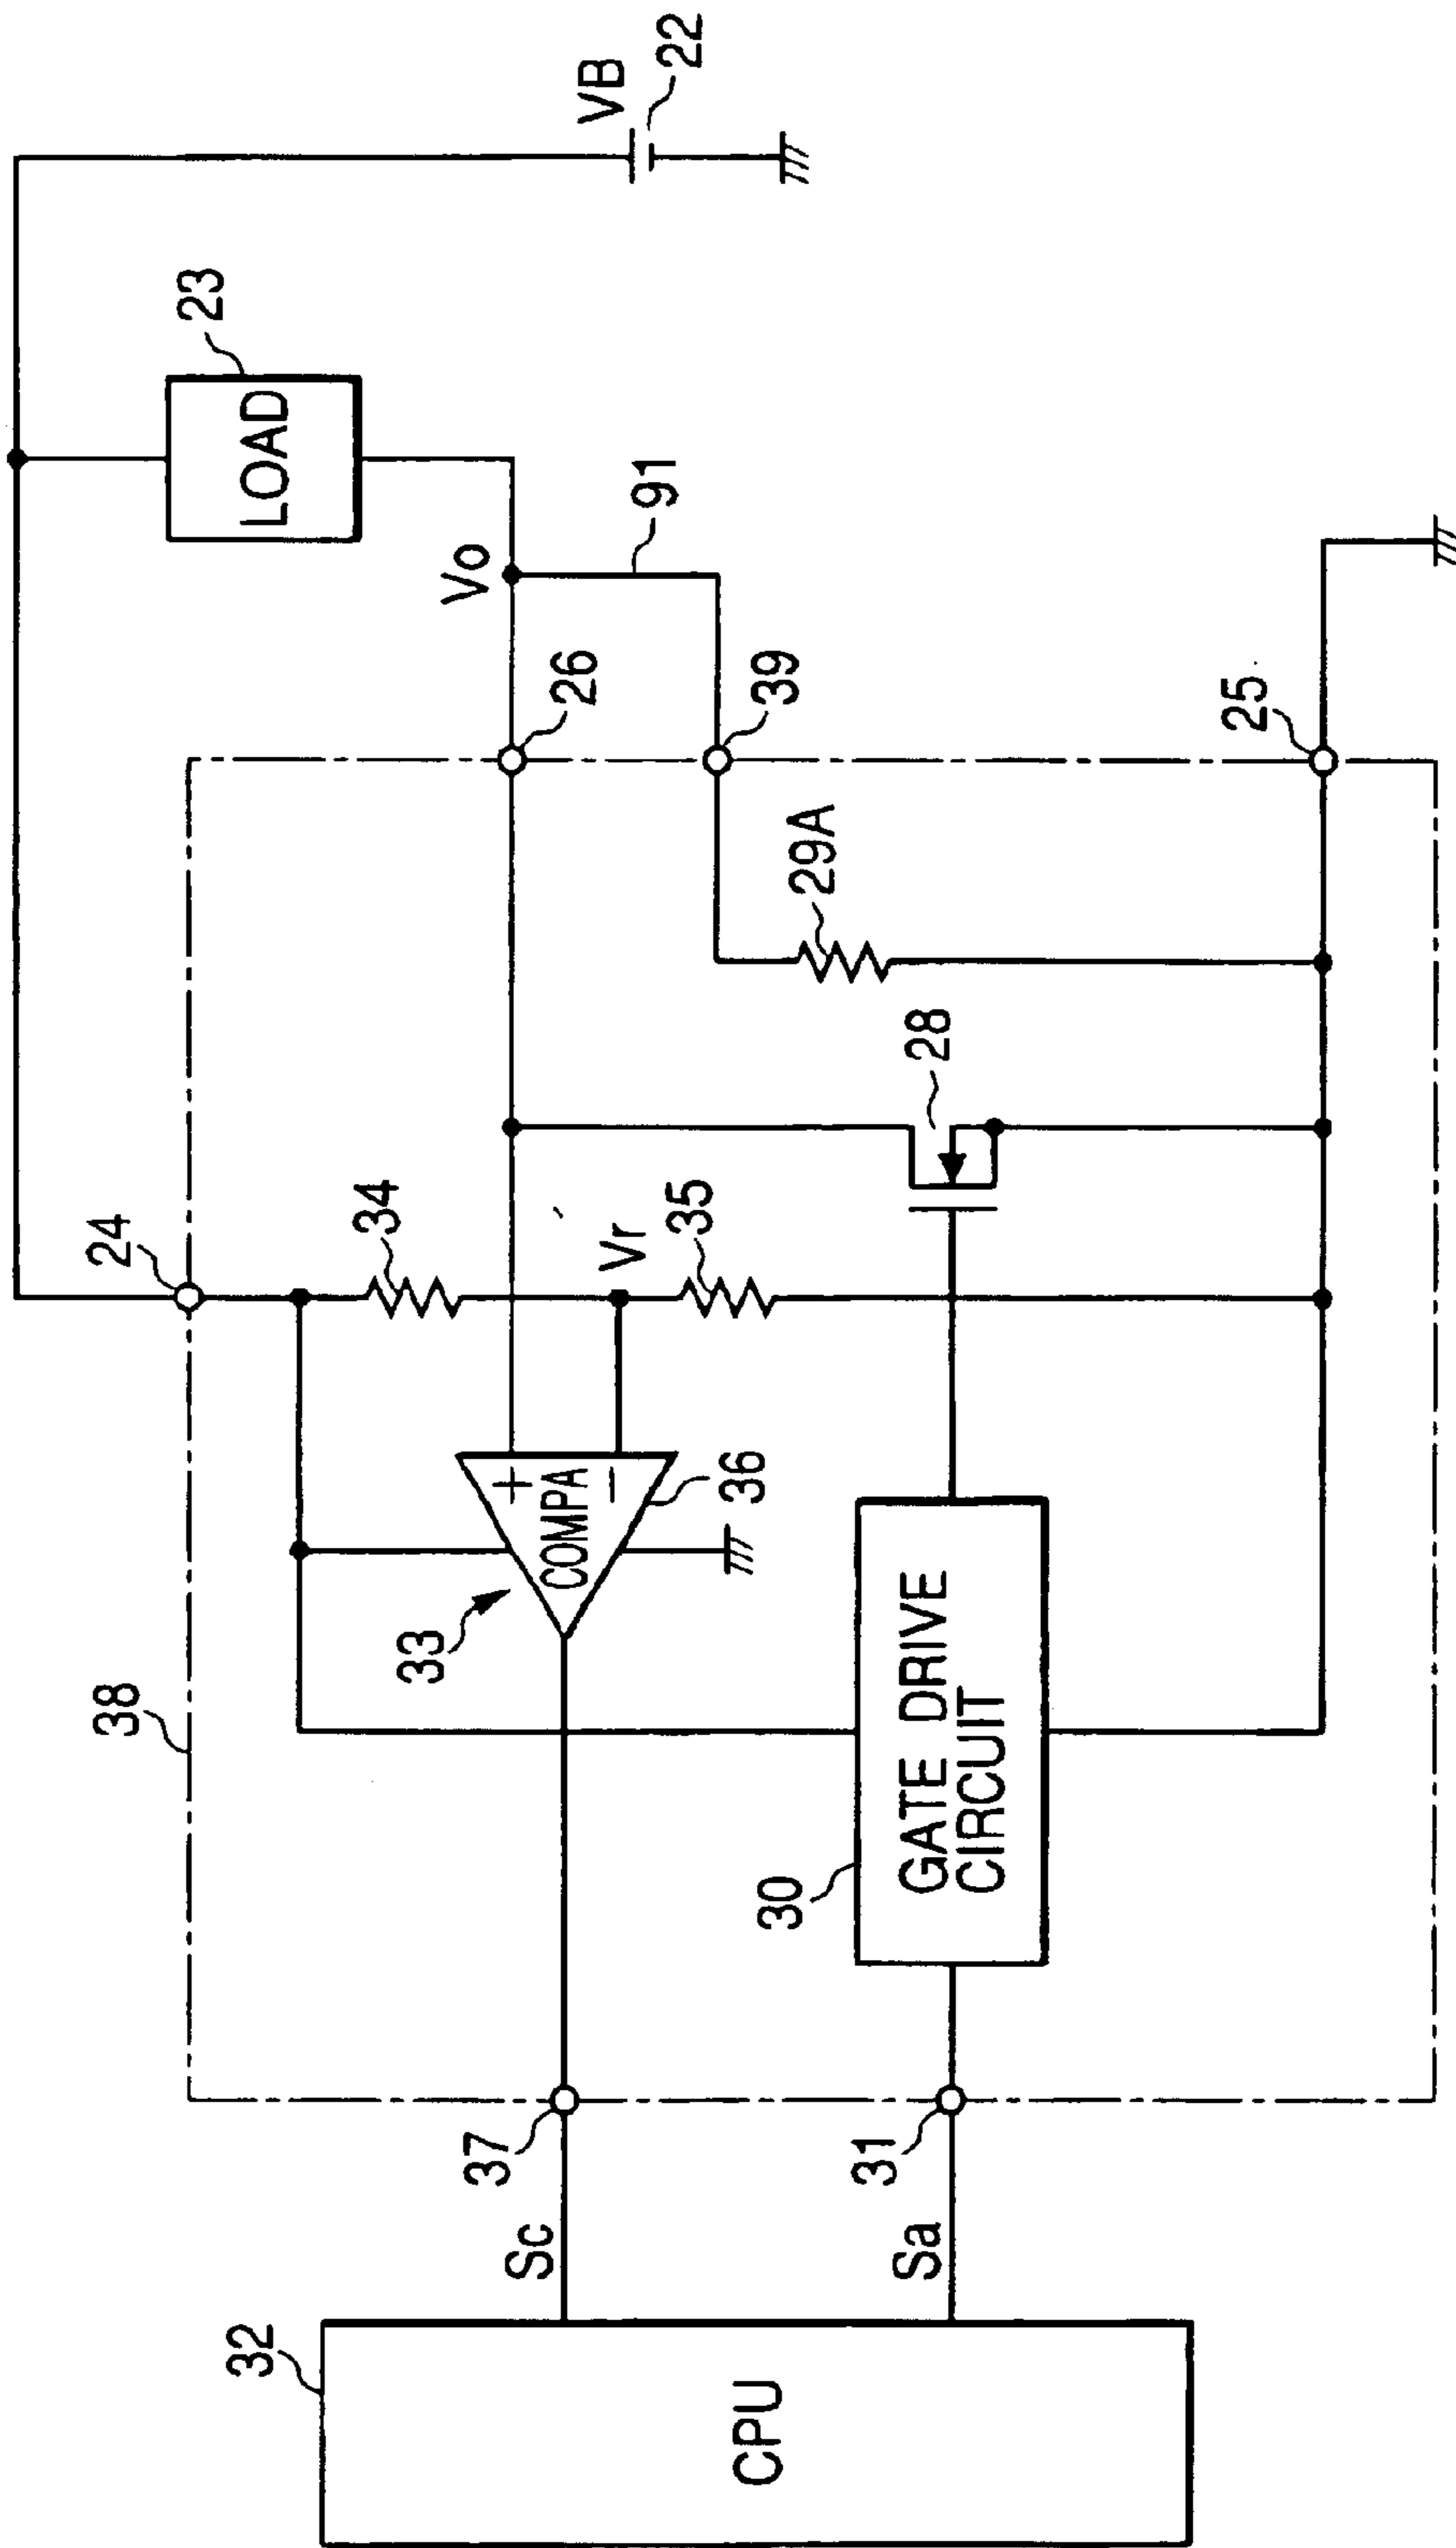 VB
22
23
LOAD
Vo
91
26
39
25
29A
28
24
34
Vr
35
+
COMPA
−
36
33
38
30
GATE DRIVE
CIRCUIT
37
31
Sc
Sa
32
CPU